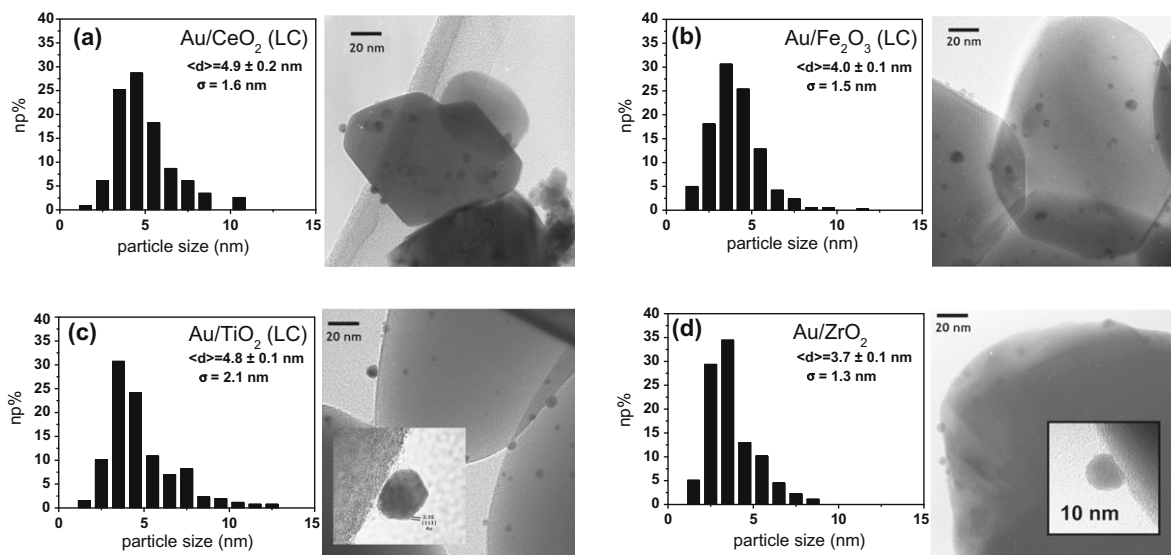 (a)
Au/CeO₂ (LC)
<d>=4.9 ± 0.2 nm
σ = 1.6 nm
40
35
30
25
20
15
10
5
0
np%
0 5 10 15
particle size (nm)
20 nm
(b)
Au/Fe₂O₃ (LC)
<d>=4.0 ± 0.1 nm
σ = 1.5 nm
40
35
30
25
20
15
10
5
0
np%
0 5 10 15
particle size (nm)
20 nm
(c)
Au/TiO₂ (LC)
<d>=4.8 ± 0.1 nm
σ = 2.1 nm
40
35
30
25
20
15
10
5
0
np%
0 5 10 15
particle size (nm)
20 nm
2.35
(111)
Au
(d)
Au/ZrO₂
<d>=3.7 ± 0.1 nm
σ = 1.3 nm
40
35
30
25
20
15
10
5
0
np%
0 5 10 15
particle size (nm)
20 nm
10 nm